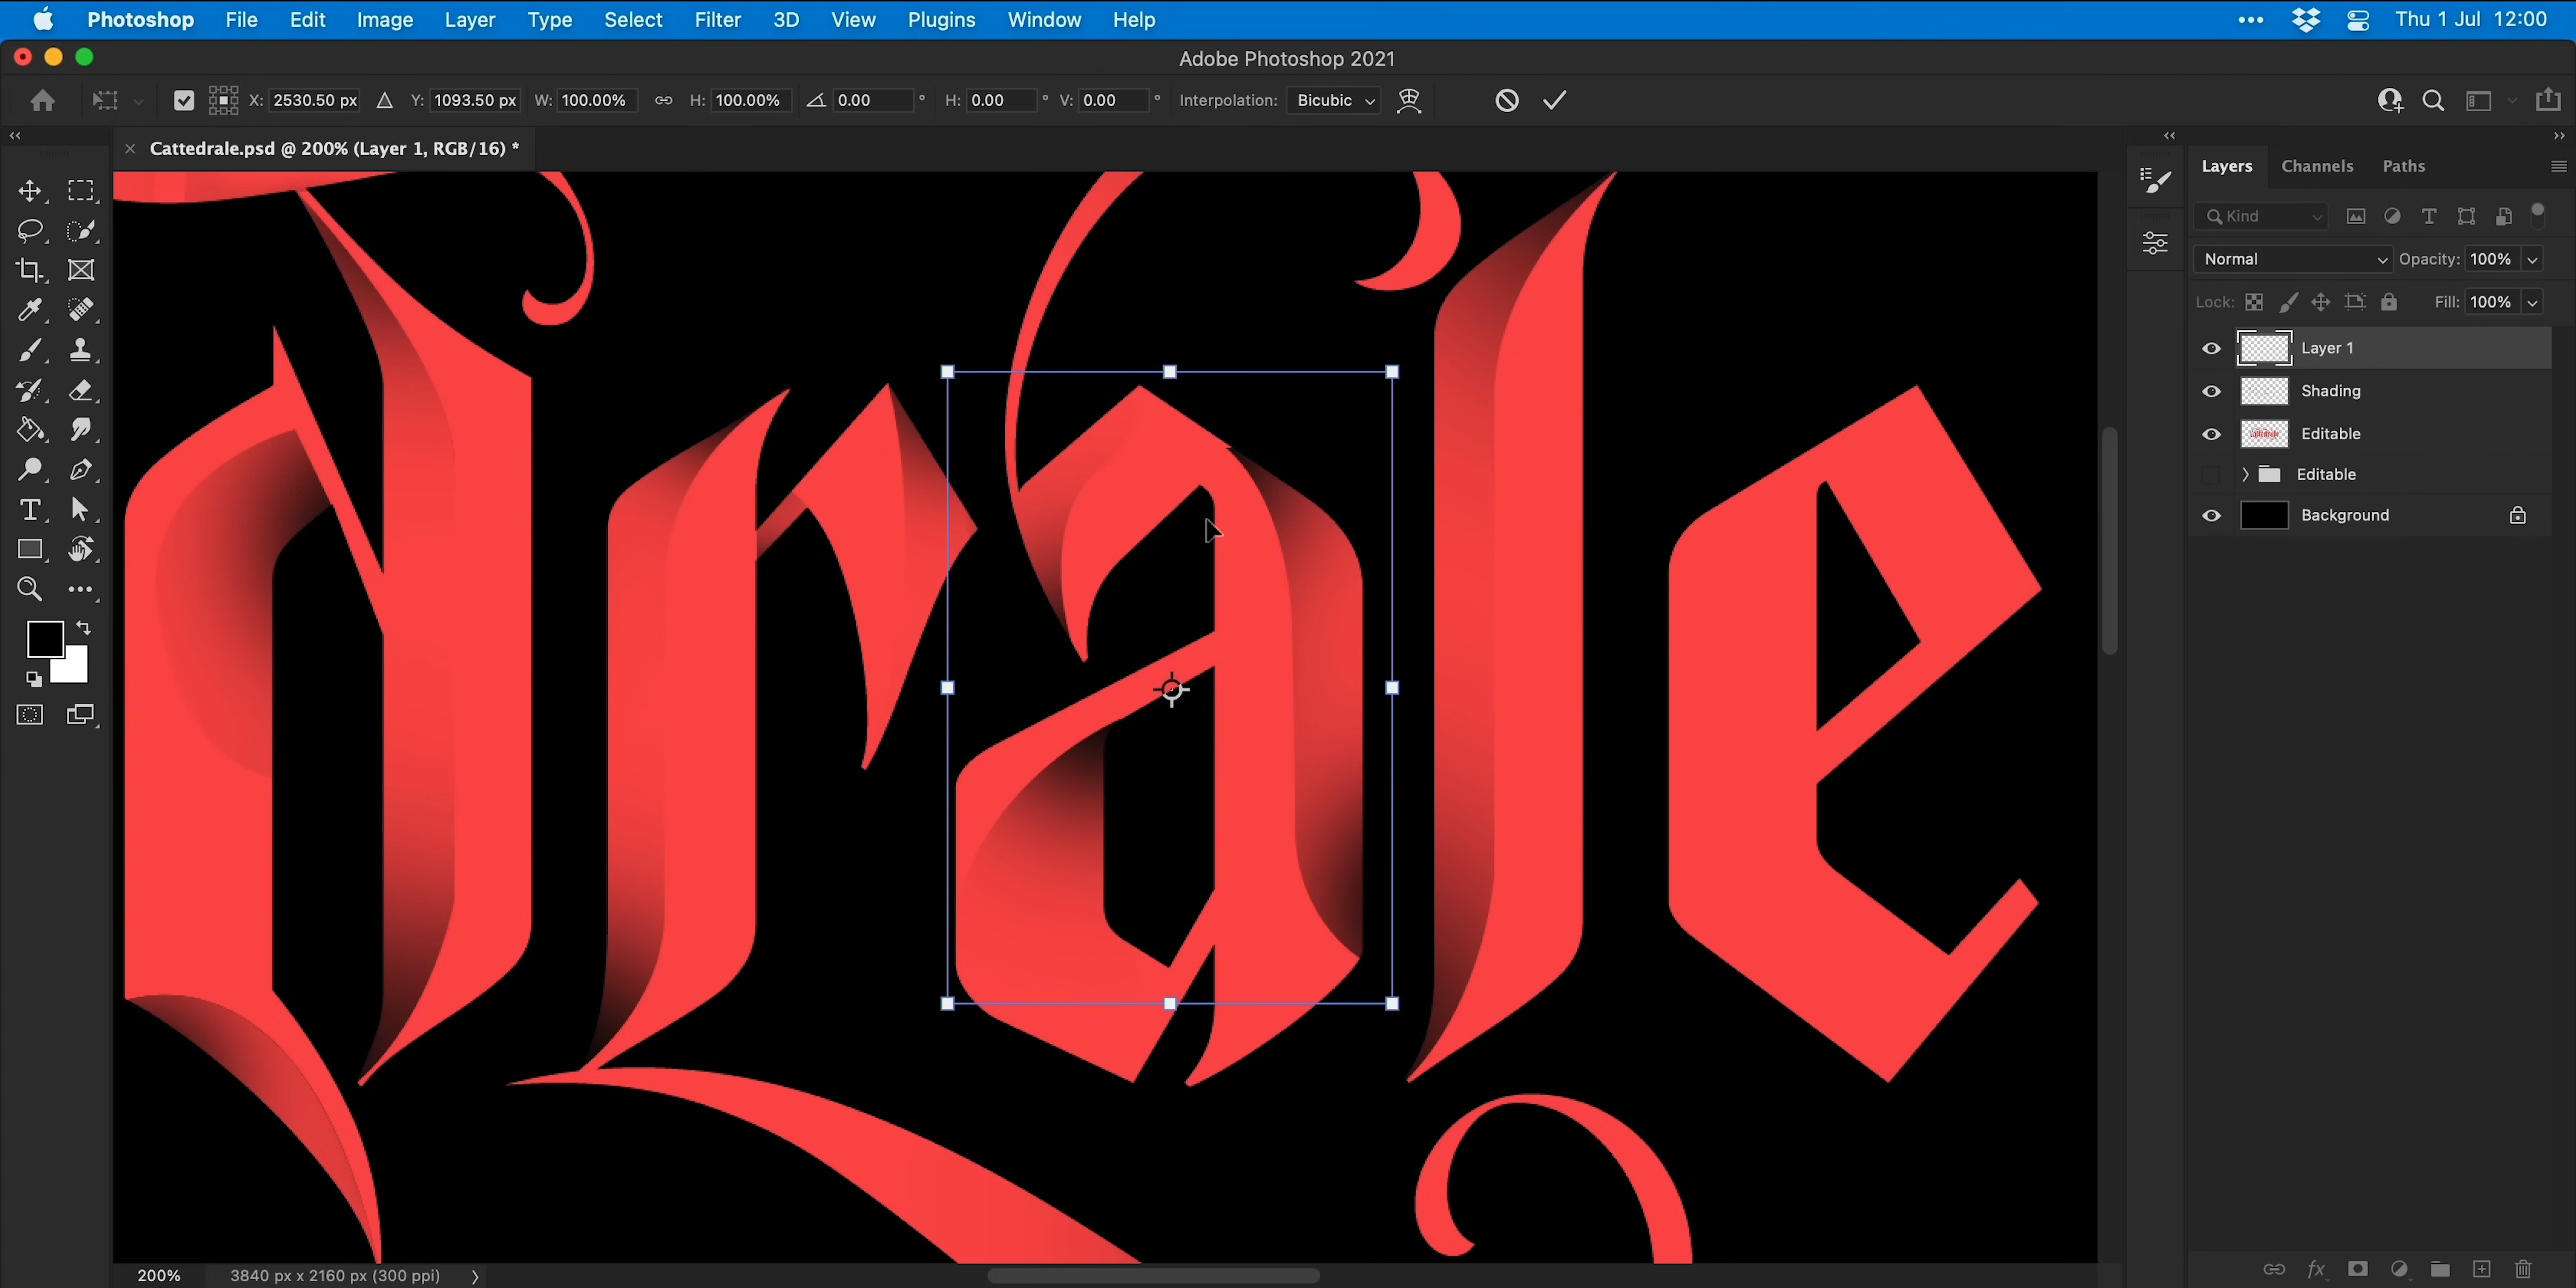 Photoshop File Edit Image Layer Type Select Filter 3D View Plugins Window Help ••• Thu 1 Jul 12:00
Adobe Photoshop 2021
X: 2530.50 px Y: 1093.50 px W: 100.00% H: 100.00% 0.00 ° H: 0.00 ° V: 0.00 ° Interpolation: Bicubic
Cattedrale.psd @ 200% (Layer 1, RGB/16) *
Layers Channels Paths
Kind
Normal Opacity: 100%
Lock: Fill: 100%
Layer 1
Shading
Editable
Editable
Background
drale
200% 3840 px x 2160 px (300 ppi)
fx